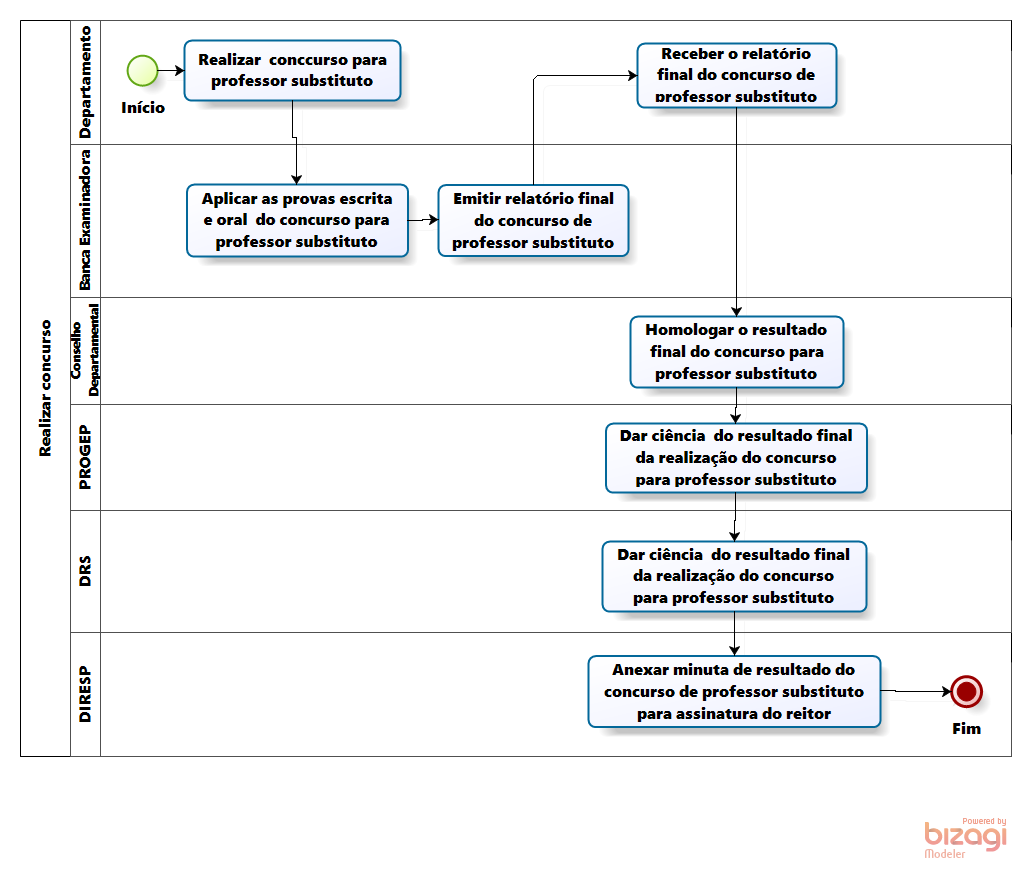 Realizar concurso
Departamento
Início
Realizar conccurso para
professor substituto
Receber o relatório
final do concurso de
professor substituto
Banca Examinadora
Aplicar as provas escrita
e oral do concurso para
professor substituto
Emitir relatório final
do concurso de
professor substituto
Conselho
Departamental
Homologar o resultado
final do concurso para
professor substituto
PROGEP
Dar ciência do resultado final
da realização do concurso
para professor substituto
DRS
Dar ciência do resultado final
da realização do concurso
para professor substituto
DIRESP
Anexar minuta de resultado do
concurso de professor substituto
para assinatura do reitor
Fim
Powered by
bizagi
Modeler